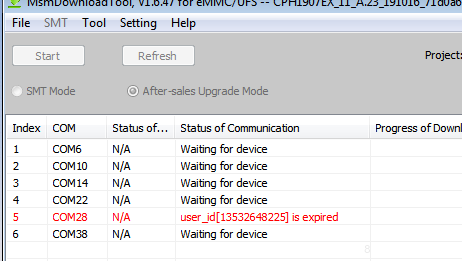 MsmDownloadTool, V1.6.47 for eMMC/UFS -- CPH1907EX_11_A.23_191016_71d0a6
File SMT Tool Setting Help
Start Refresh Project:
SMT Mode After-sales Upgrade Mode
Index COM Status of... Status of Communication Progress of Downl
1 COM6 N/A Waiting for device
2 COM10 N/A Waiting for device
3 COM14 N/A Waiting for device
4 COM22 N/A Waiting for device
5 COM28 N/A user_id[13532648225] is expired
6 COM38 N/A Waiting for device